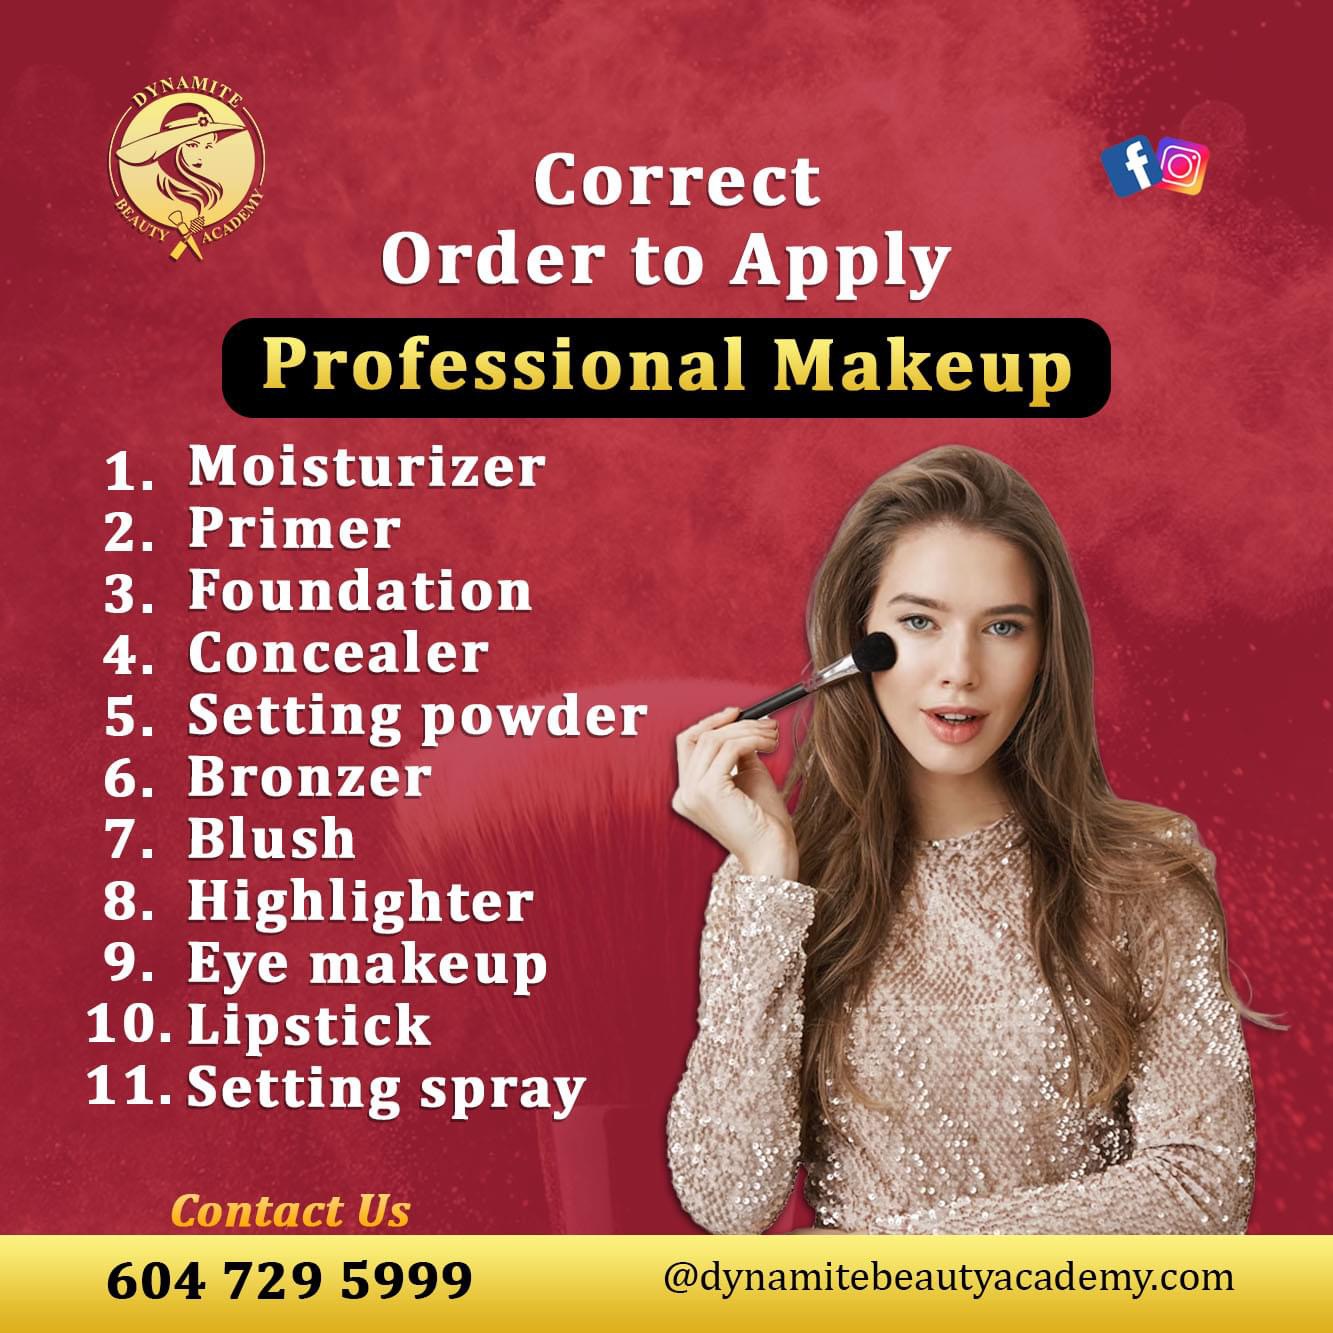 DYNAMITE
BEAUTY ACADEMY
Correct
Order to Apply
Professional Makeup
1. Moisturizer
2. Primer
3. Foundation
4. Concealer
5. Setting powder
6. Bronzer
7. Blush
8. Highlighter
9. Eye makeup
10. Lipstick
11. Setting spray
Contact Us
604 729 5999
@dynamitebeautyacademy.com